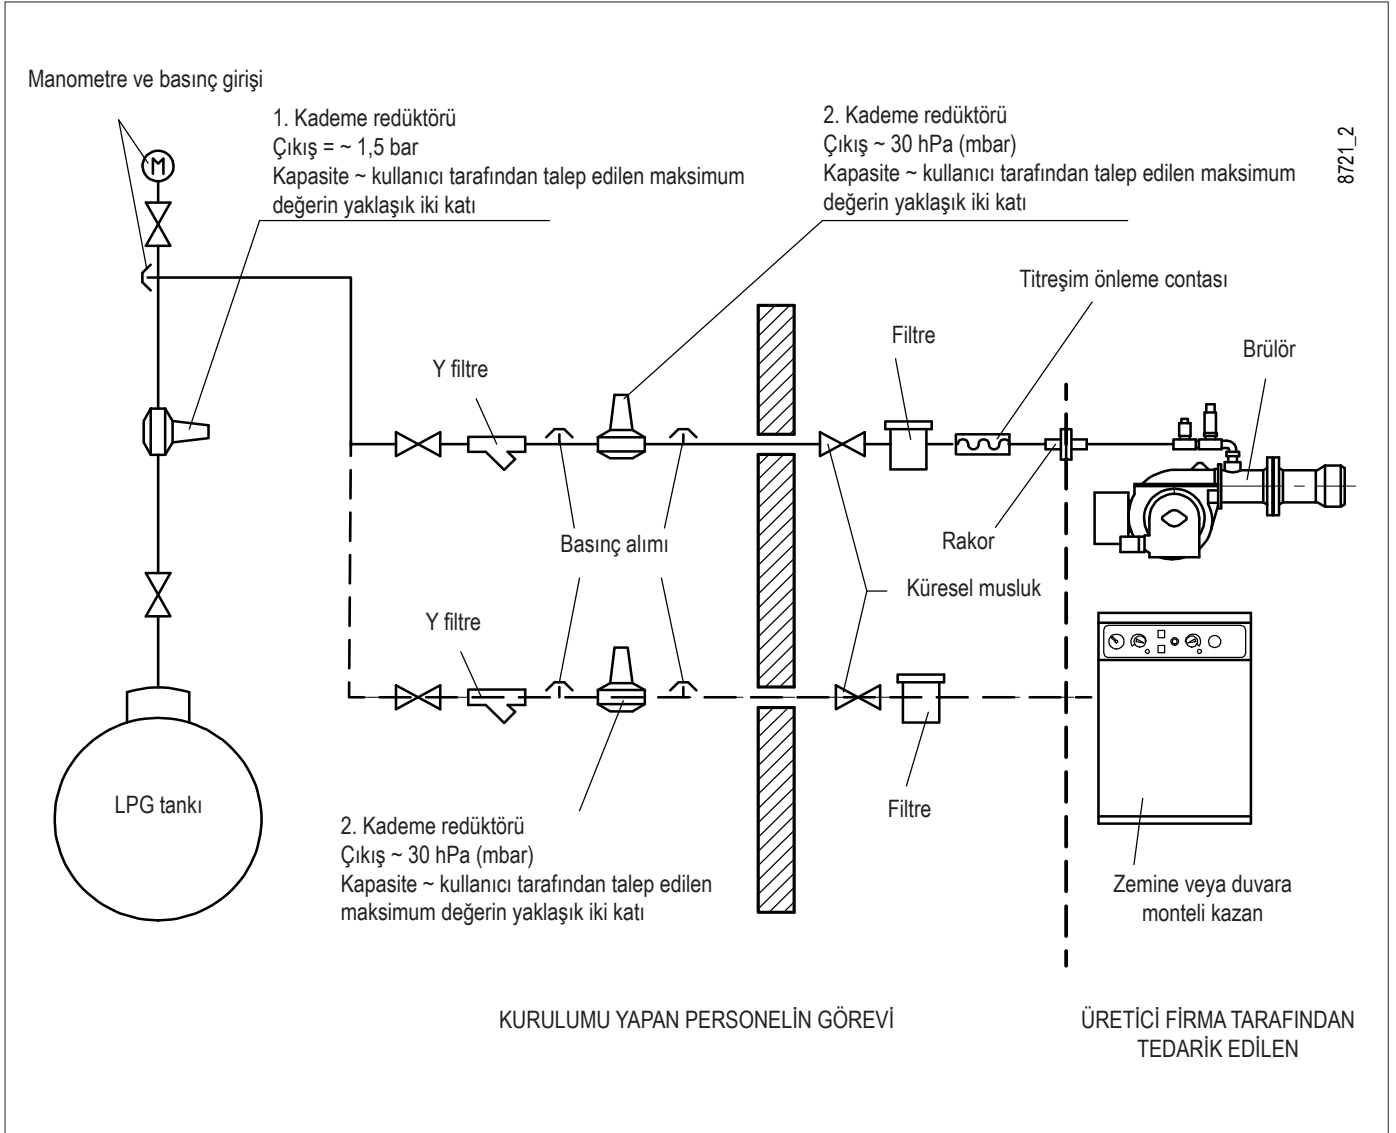 Manometre ve basınç girişi
1. Kademe redüktörü
Çıkış = ~ 1,5 bar
Kapasite ~ kullanıcı tarafından talep edilen maksimum
değerin yaklaşık iki katı
2. Kademe redüktörü
Çıkış ~ 30 hPa (mbar)
Kapasite ~ kullanıcı tarafından talep edilen maksimum
değerin yaklaşık iki katı
8721_2
M
Titreşim önleme contası
Filtre
Brülör
Y filtre
Basınç alımı
Rakor
Küresel musluk
Y filtre
LPG tankı
Filtre
2. Kademe redüktörü
Çıkış ~ 30 hPa (mbar)
Kapasite ~ kullanıcı tarafından talep edilen
maksimum değerin yaklaşık iki katı
Zemine veya duvara
monteli kazan
KURULUMU YAPAN PERSONELİN GÖREVİ
ÜRETİCİ FİRMA TARAFINDAN
TEDARİK EDİLEN